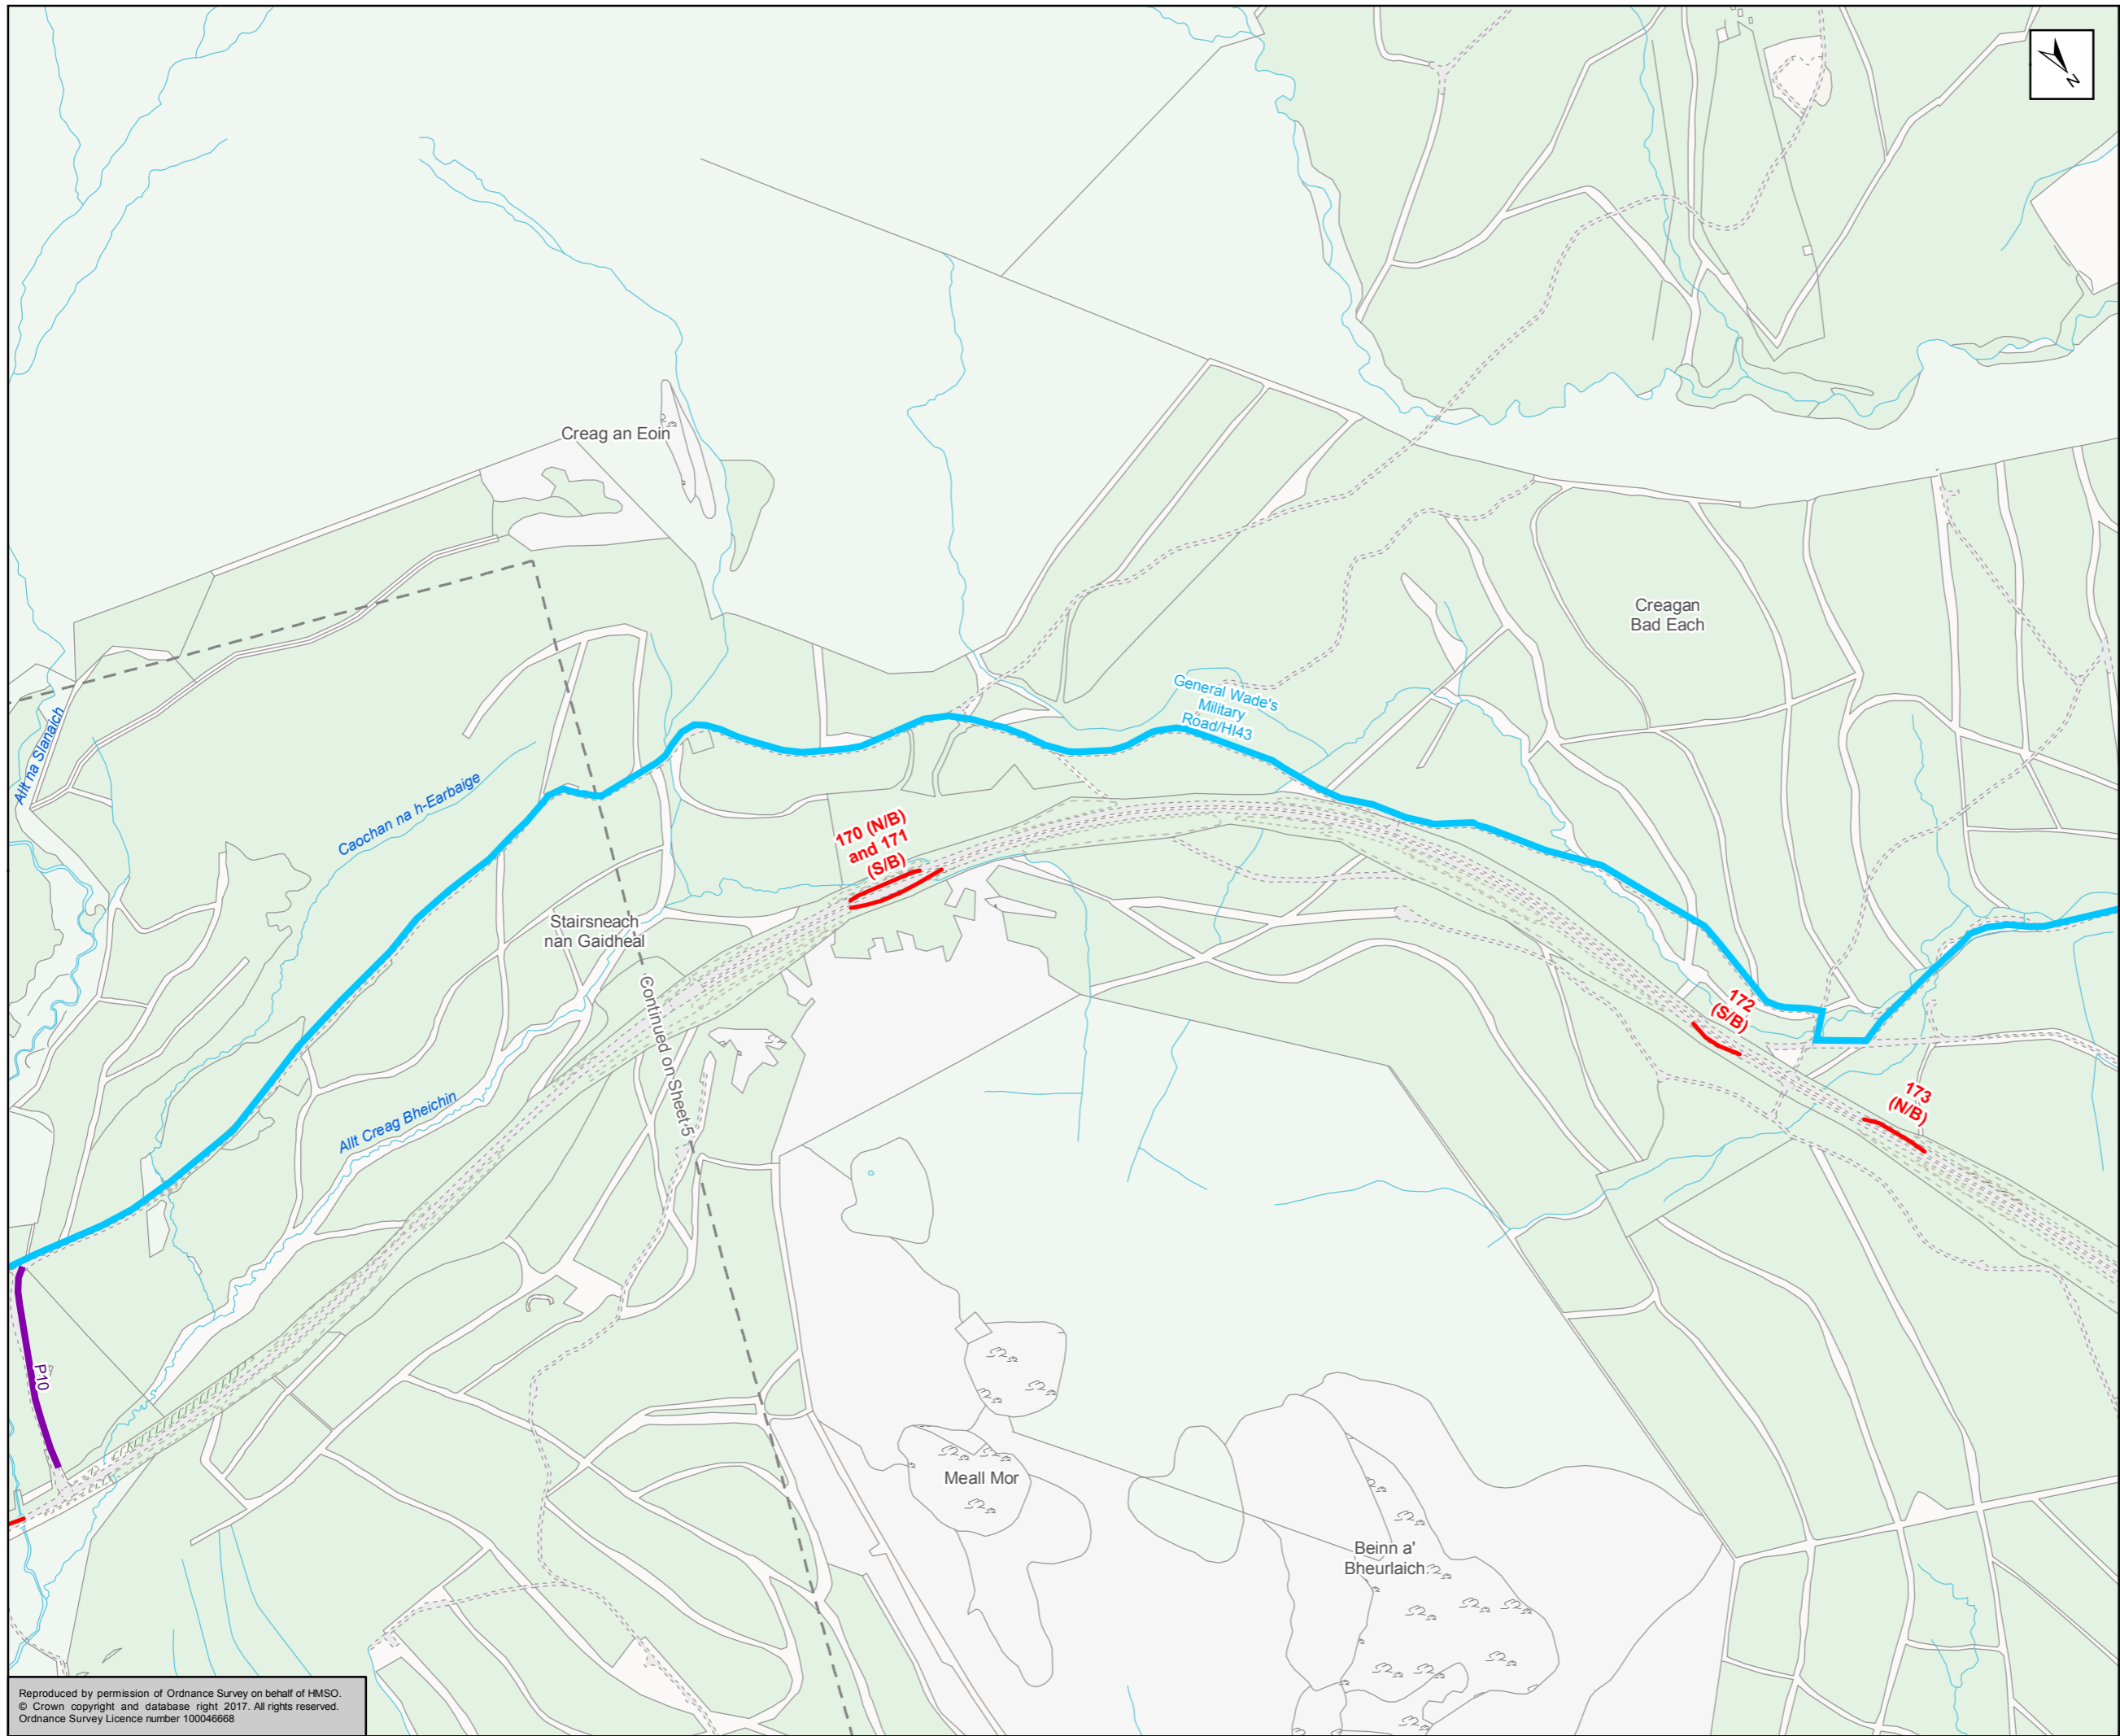 N
Creag an Eoin
Creagan
Bad Each
General Wade's
Military
Road/HI43
Allt na Slanaich
Caochan na h-Earbaige
170 (N/B)
and 171
(S/B)
Stairsneach
nan Gaidheal
Continued on Sheet 5
172
(S/B)
173
(N/B)
Allt Creag Bheichin
P10
Meall Mor
Beinn a'
Bheurlaich
Reproduced by permission of Ordnance Survey on behalf of HMSO.
© Crown copyright and database right 2017. All rights reserved.
Ordnance Survey Licence number 100046668